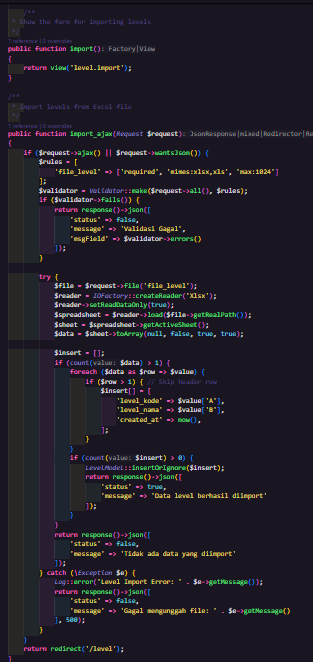 /**
* Show the form for importing levels
*/
1 reference | 0 overrides
public function import(): Factory|View
{
return view('level.import');
}
/**
* Import levels from Excel file
*/
1 reference | 0 overrides
public function import_ajax(Request $request): JsonResponse|mixed|Redirector|Re
{
if ($request->ajax() || $request->wantsJson()) {
$rules = [
'file_level' => ['required', 'mimes:xlsx,xls', 'max:1024']
];
$validator = Validator::make($request->all(), $rules);
if ($validator->fails()) {
return response()->json([
'status' => false,
'message' => 'Validasi Gagal',
'msgField' => $validator->errors()
]);
}
try {
$file = $request->file('file_level');
$reader = IOFactory::createReader('Xlsx');
$reader->setReadDataOnly(true);
$spreadsheet = $reader->load($file->getRealPath());
$sheet = $spreadsheet->getActiveSheet();
$data = $sheet->toArray(null, false, true, true);
$insert = [];
if (count(value: $data) > 1) {
foreach ($data as $row => $value) {
if ($row > 1) { // Skip header row
$insert[] = [
'level_kode' => $value['A'],
'level_nama' => $value['B'],
'created_at' => now(),
];
}
}
if (count(value: $insert) > 0) {
LevelModel::insertOrIgnore($insert);
return response()->json([
'status' => true,
'message' => 'Data level berhasil diimport'
]);
}
}
return response()->json([
'status' => false,
'message' => 'Tidak ada data yang diimport'
]);
} catch (\Exception $e) {
Log::error('Level Import Error: ' . $e->getMessage());
return response()->json([
'status' => false,
'message' => 'Gagal mengunggah file: ' . $e->getMessage()
], 500);
}
}
return redirect('/level');
}